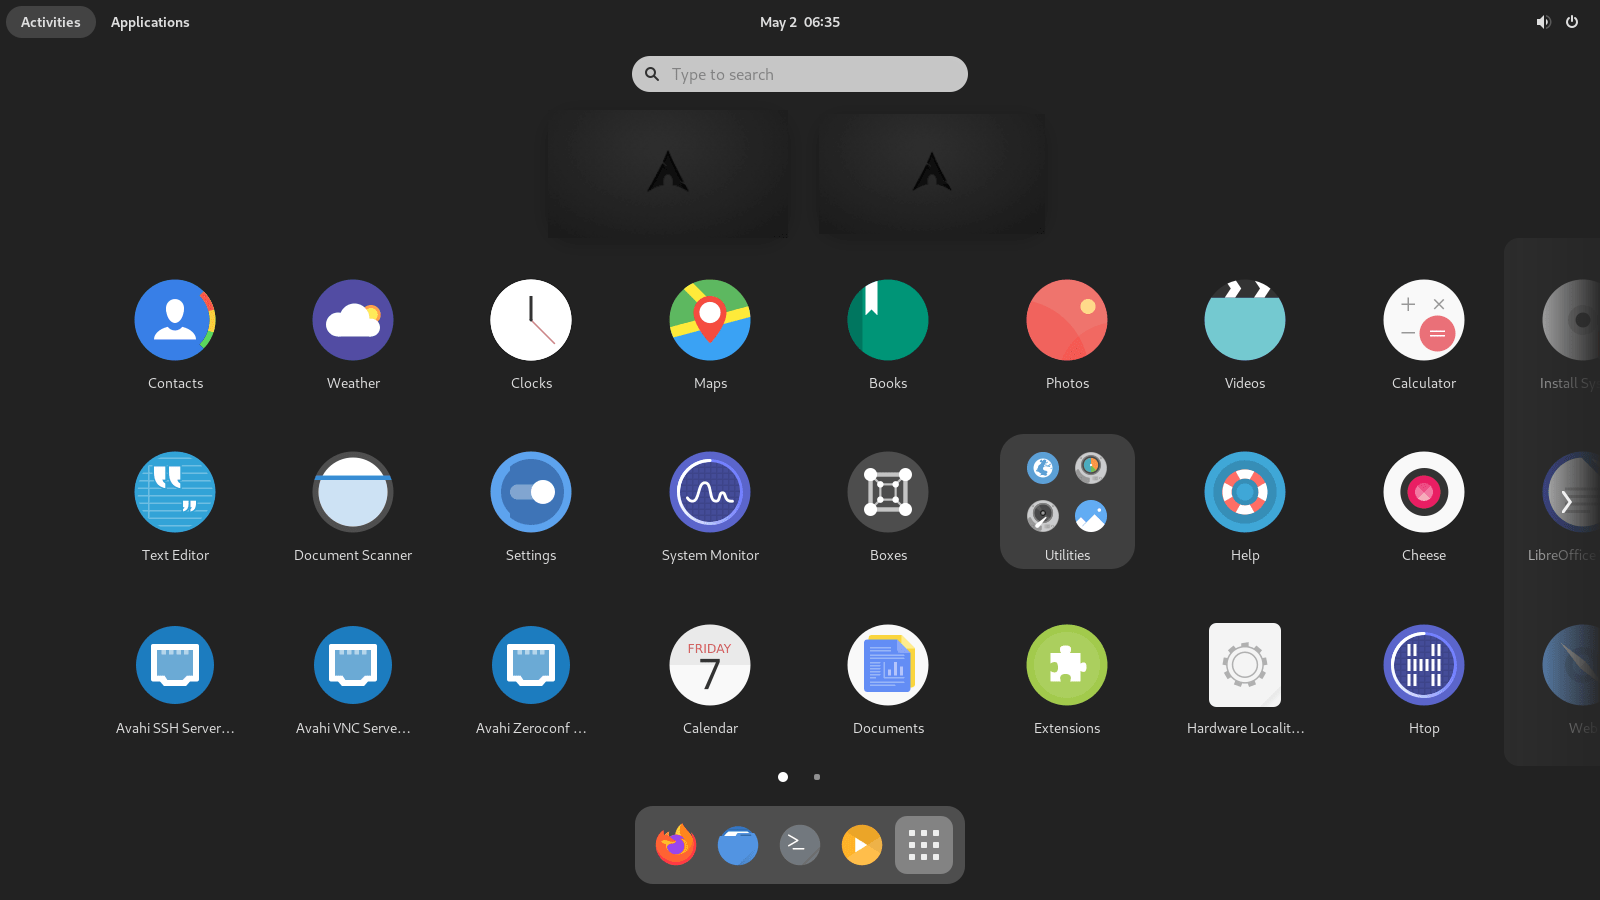 Activities Applications May 2 06:35
Type to search
Contacts Weather Clocks Maps Books Photos Videos Calculator Install Sy
Text Editor Document Scanner Settings System Monitor Boxes Utilities Help Cheese LibreOffice
FRIDAY
7
Avahi SSH Server… Avahi VNC Serve… Avahi Zeroconf … Calendar Documents Extensions Hardware Localit… Htop Web